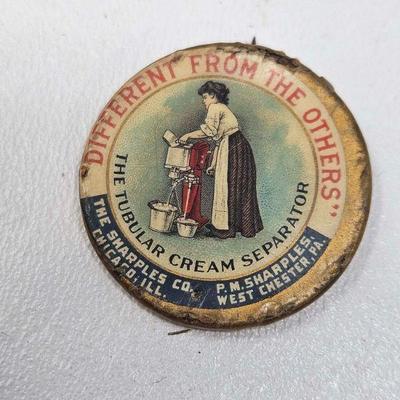 "DIFFERENT FROM THE OTHERS"
THE TUBULAR CREAM SEPARATOR
THE SHARPLES CO.
CHICAGO, ILL.
P. M. SHARPLES,
WEST CHESTER, PA.